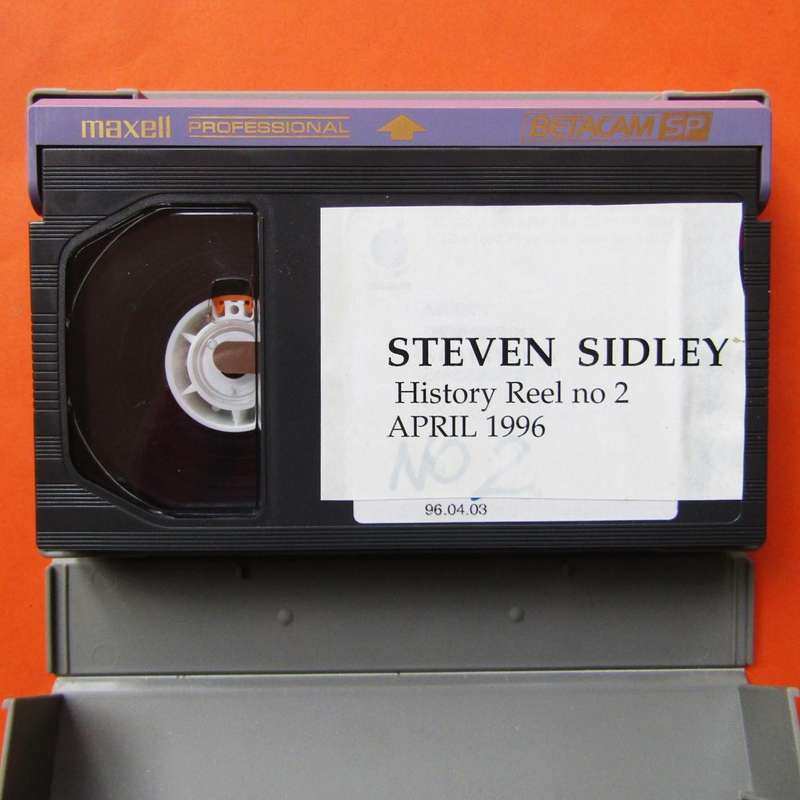 maxell PROFESSIONAL BETACAM SP
STEVEN SIDLEY
History Reel no 2
APRIL 1996
NO 2
96.04.03